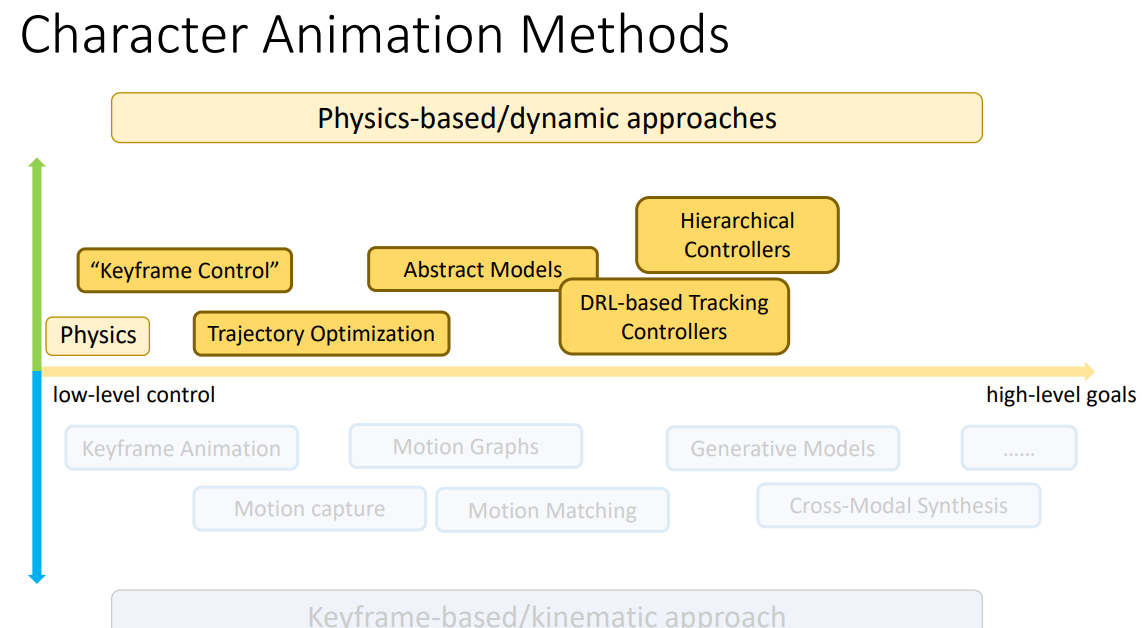 Character Animation Methods
Physics-based/dynamic approaches
Hierarchical
Controllers
“Keyframe Control”
Abstract Models
DRL-based Tracking
Controllers
Physics
Trajectory Optimization
low-level control
high-level goals
Keyframe Animation
Motion Graphs
Generative Models
......
Motion capture
Motion Matching
Cross-Modal Synthesis
Keyframe-based/kinematic approach